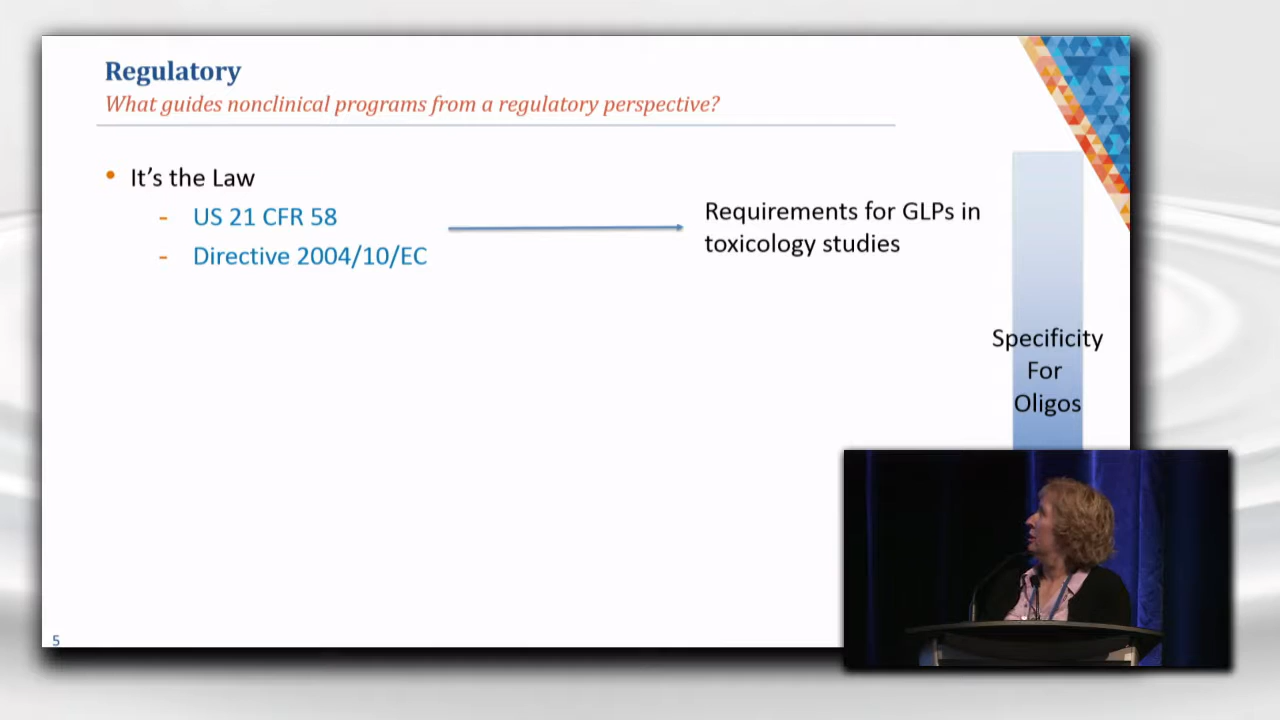 Regulatory
What guides nonclinical programs from a regulatory perspective?
• It's the Law
- US 21 CFR 58
- Directive 2004/10/EC
Requirements for GLPs in
toxicology studies
Specificity
For
Oligos
5